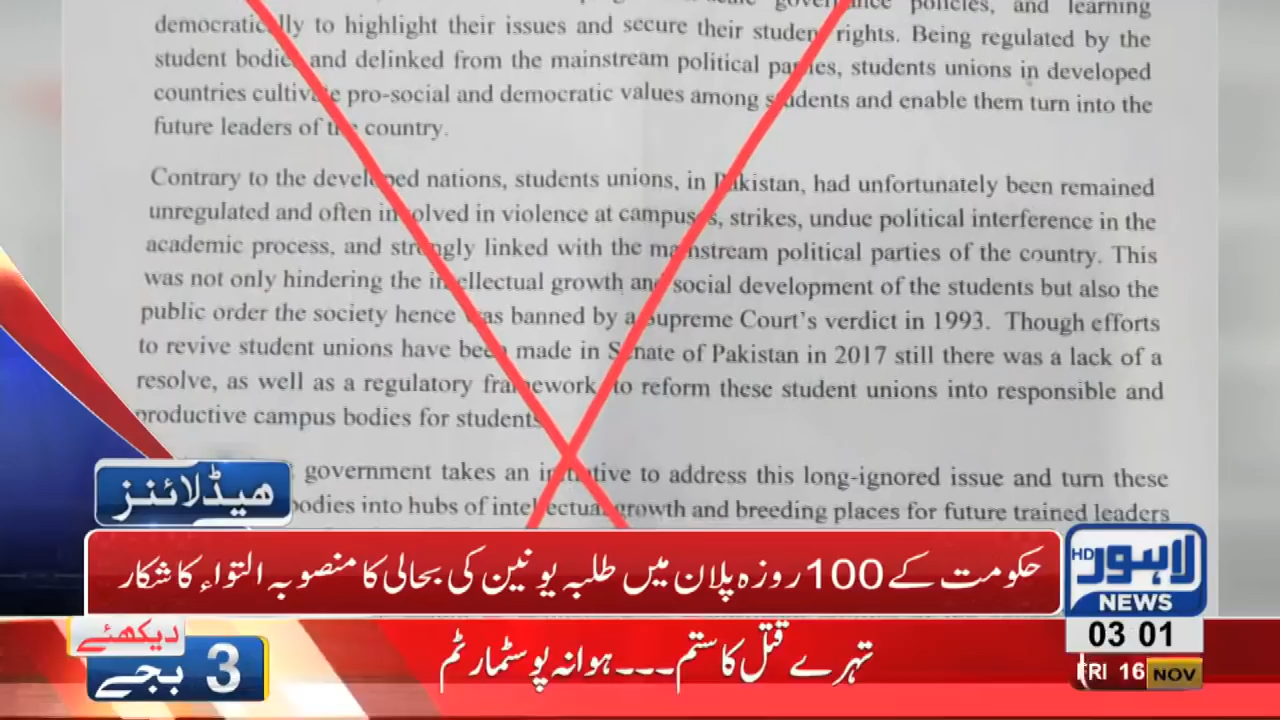 governance policies, and learning
democratically to highlight their issues and secure their student rights. Being regulated by the
student bodies and delinked from the mainstream political parties, students unions in developed
countries cultivate pro-social and democratic values among students and enable them turn into the
future leaders of the country.
Contrary to the developed nations, students unions, in Pakistan, had unfortunately been remained
unregulated and often involved in violence at campuses, strikes, undue political interference in the
academic process, and strongly linked with the mainstream political parties of the country. This
was not only hindering the intellectual growth and social development of the students but also the
public order the society hence was banned by a Supreme Court's verdict in 1993. Though efforts
to revive student unions have been made in Senate of Pakistan in 2017 still there was a lack of a
resolve, as well as a regulatory framework to reform these student unions into responsible and
productive campus bodies for students
government takes an initiative to address this long-ignored issue and turn these
bodies into hubs of intellectual growth and breeding places for future trained leaders
ھیڈلائنز
حکومت کے 100 روزہ پلان میں طلبہ یونین کی بحالی کا منصوبہ التواء کا شکار
لاہور HD
NEWS
03 01
FRI 16 NOV
دیکھئے
3 بجے
تہرے قتل کا ستم ۔۔۔ ہوا نہ پوسٹمارٹم